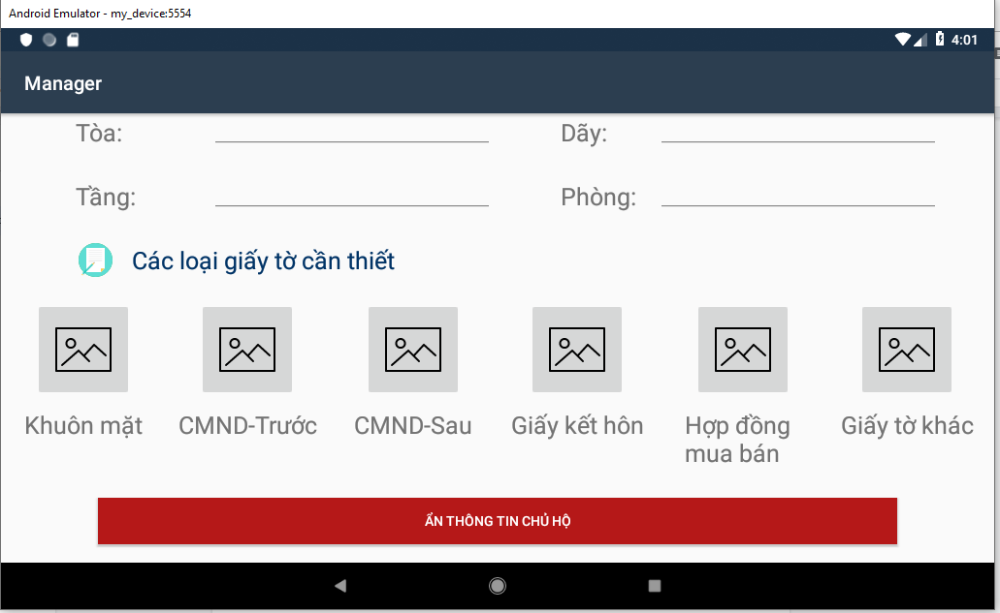 Android Emulator - my_device:5554
4:01
Manager
Tòa: Dãy:
Tầng: Phòng:
Các loại giấy tờ cần thiết
Khuôn mặt CMND-Trước CMND-Sau Giấy kết hôn Hợp đồng mua bán Giấy tờ khác
ẨN THÔNG TIN CHỦ HỘ